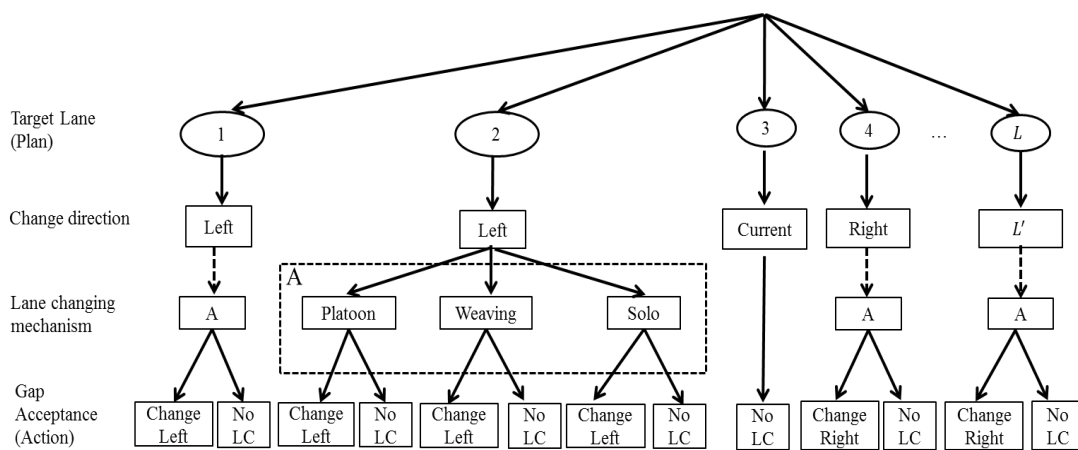 Target Lane
(Plan)
1
2
3
4
...
L
Change direction
Left
Left
Current
Right
L'
A
Lane changing
mechanism
A
Platoon
Weaving
Solo
A
A
Gap
Acceptance
(Action)
Change
Left
No
LC
Change
Left
No
LC
Change
Left
No
LC
Change
Left
No
LC
No
LC
Change
Right
No
LC
Change
Right
No
LC